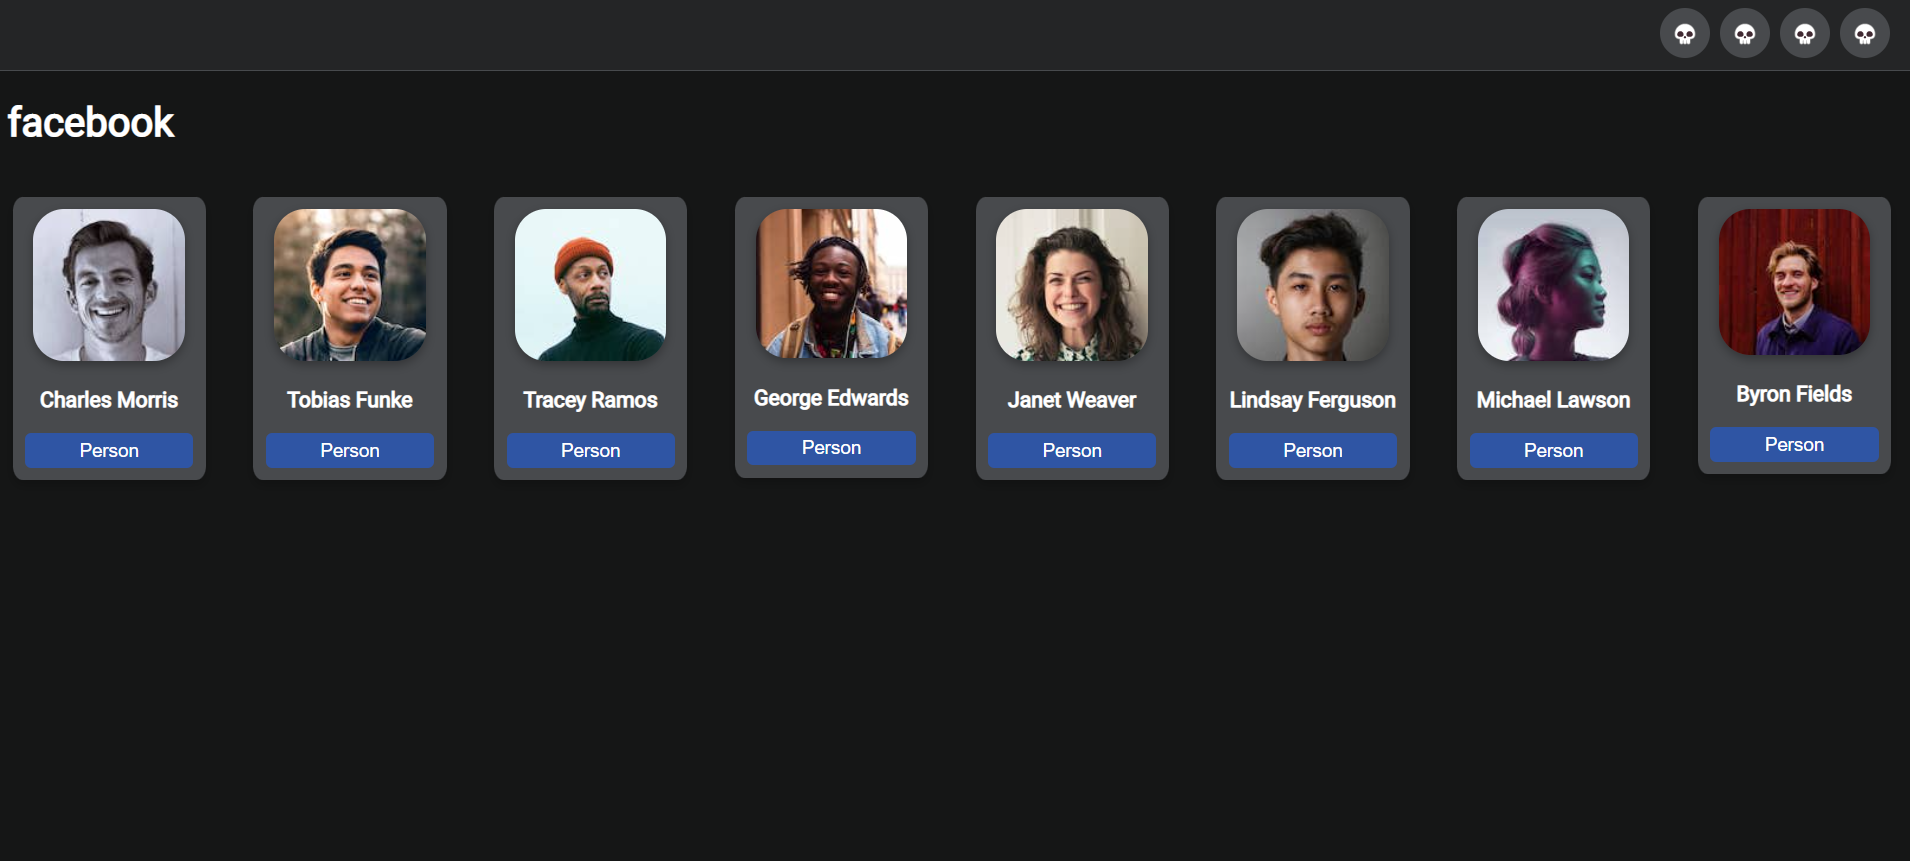 facebook
Charles Morris
Person
Tobias Funke
Person
Tracey Ramos
Person
George Edwards
Person
Janet Weaver
Person
Lindsay Ferguson
Person
Michael Lawson
Person
Byron Fields
Person